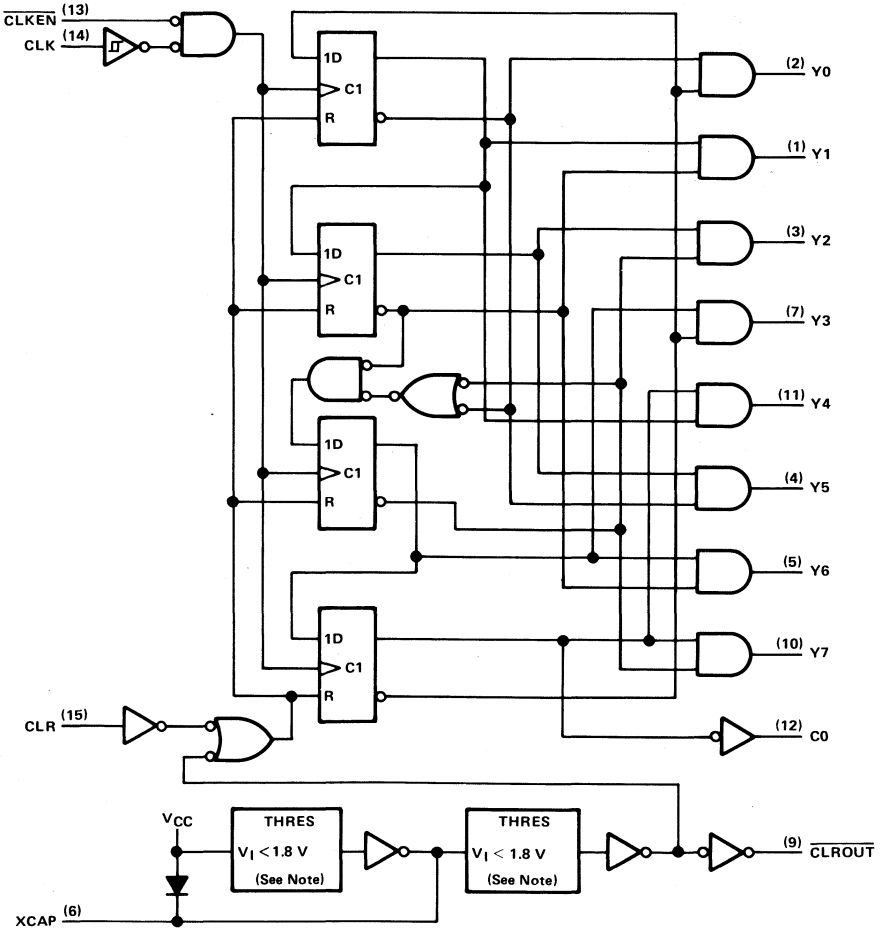 CLKEN (13)
CLK (14)
1D
C1
R
(2) Y0
(1) Y1
1D
C1
R
(3) Y2
(7) Y3
(11) Y4
1D
C1
R
(4) Y5
(5) Y6
1D
C1
R
(10) Y7
CLR (15)
(12) C0
VCC
THRES
VI < 1.8 V
(See Note)
THRES
VI < 1.8 V
(See Note)
(9) CLROUT
XCAP (6)